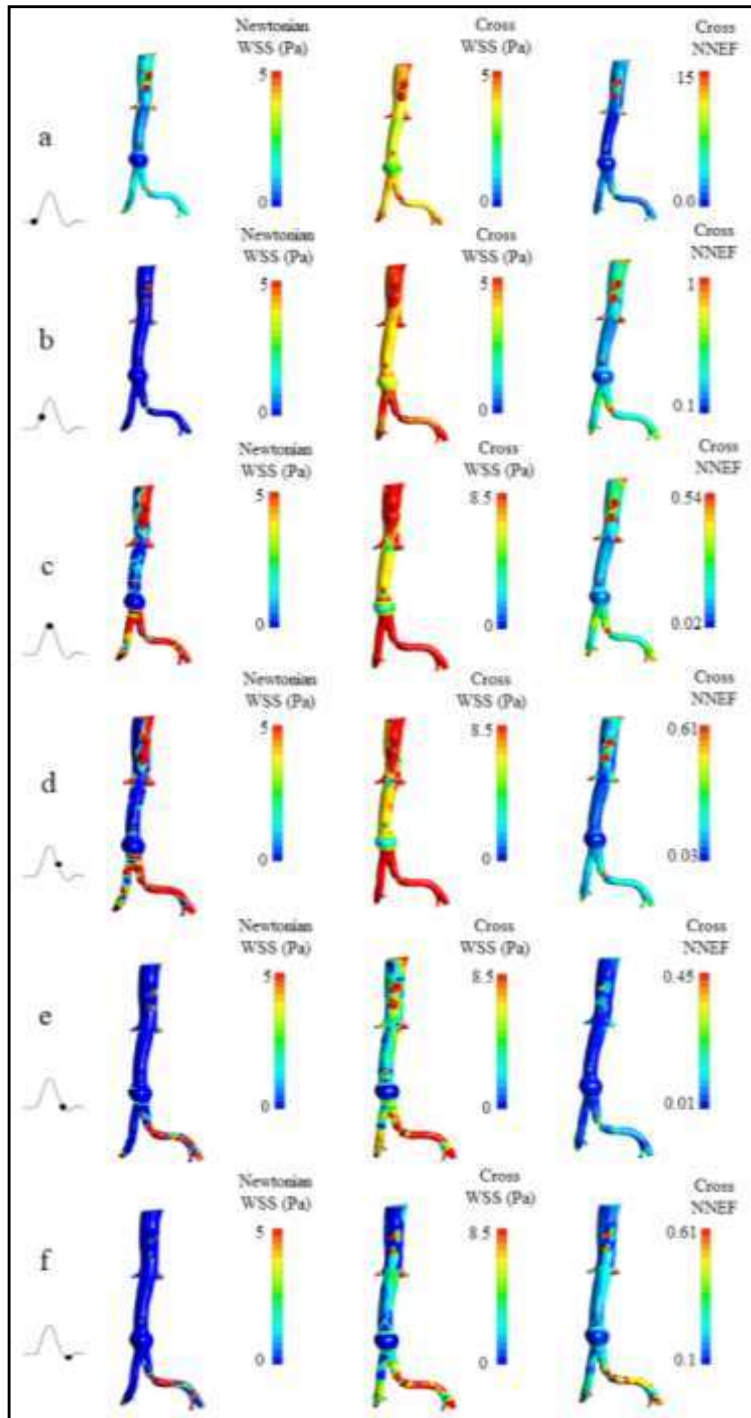 Newtonian
WSS (Pa)
Cross
WSS (Pa)
Cross
NNEF
5
0
5
0
15
0.0
a
Newtonian
WSS (Pa)
Cross
WSS (Pa)
Cross
NNEF
5
0
5
0
1
0.1
b
Newtonian
WSS (Pa)
Cross
WSS (Pa)
Cross
NNEF
5
0
8.5
0
0.54
0.02
c
Newtonian
WSS (Pa)
Cross
WSS (Pa)
Cross
NNEF
5
0
8.5
0
0.61
0.03
d
Newtonian
WSS (Pa)
Cross
WSS (Pa)
Cross
NNEF
5
0
8.5
0
0.45
0.01
e
Newtonian
WSS (Pa)
Cross
WSS (Pa)
Cross
NNEF
5
0
8.5
0
0.61
0.1
f